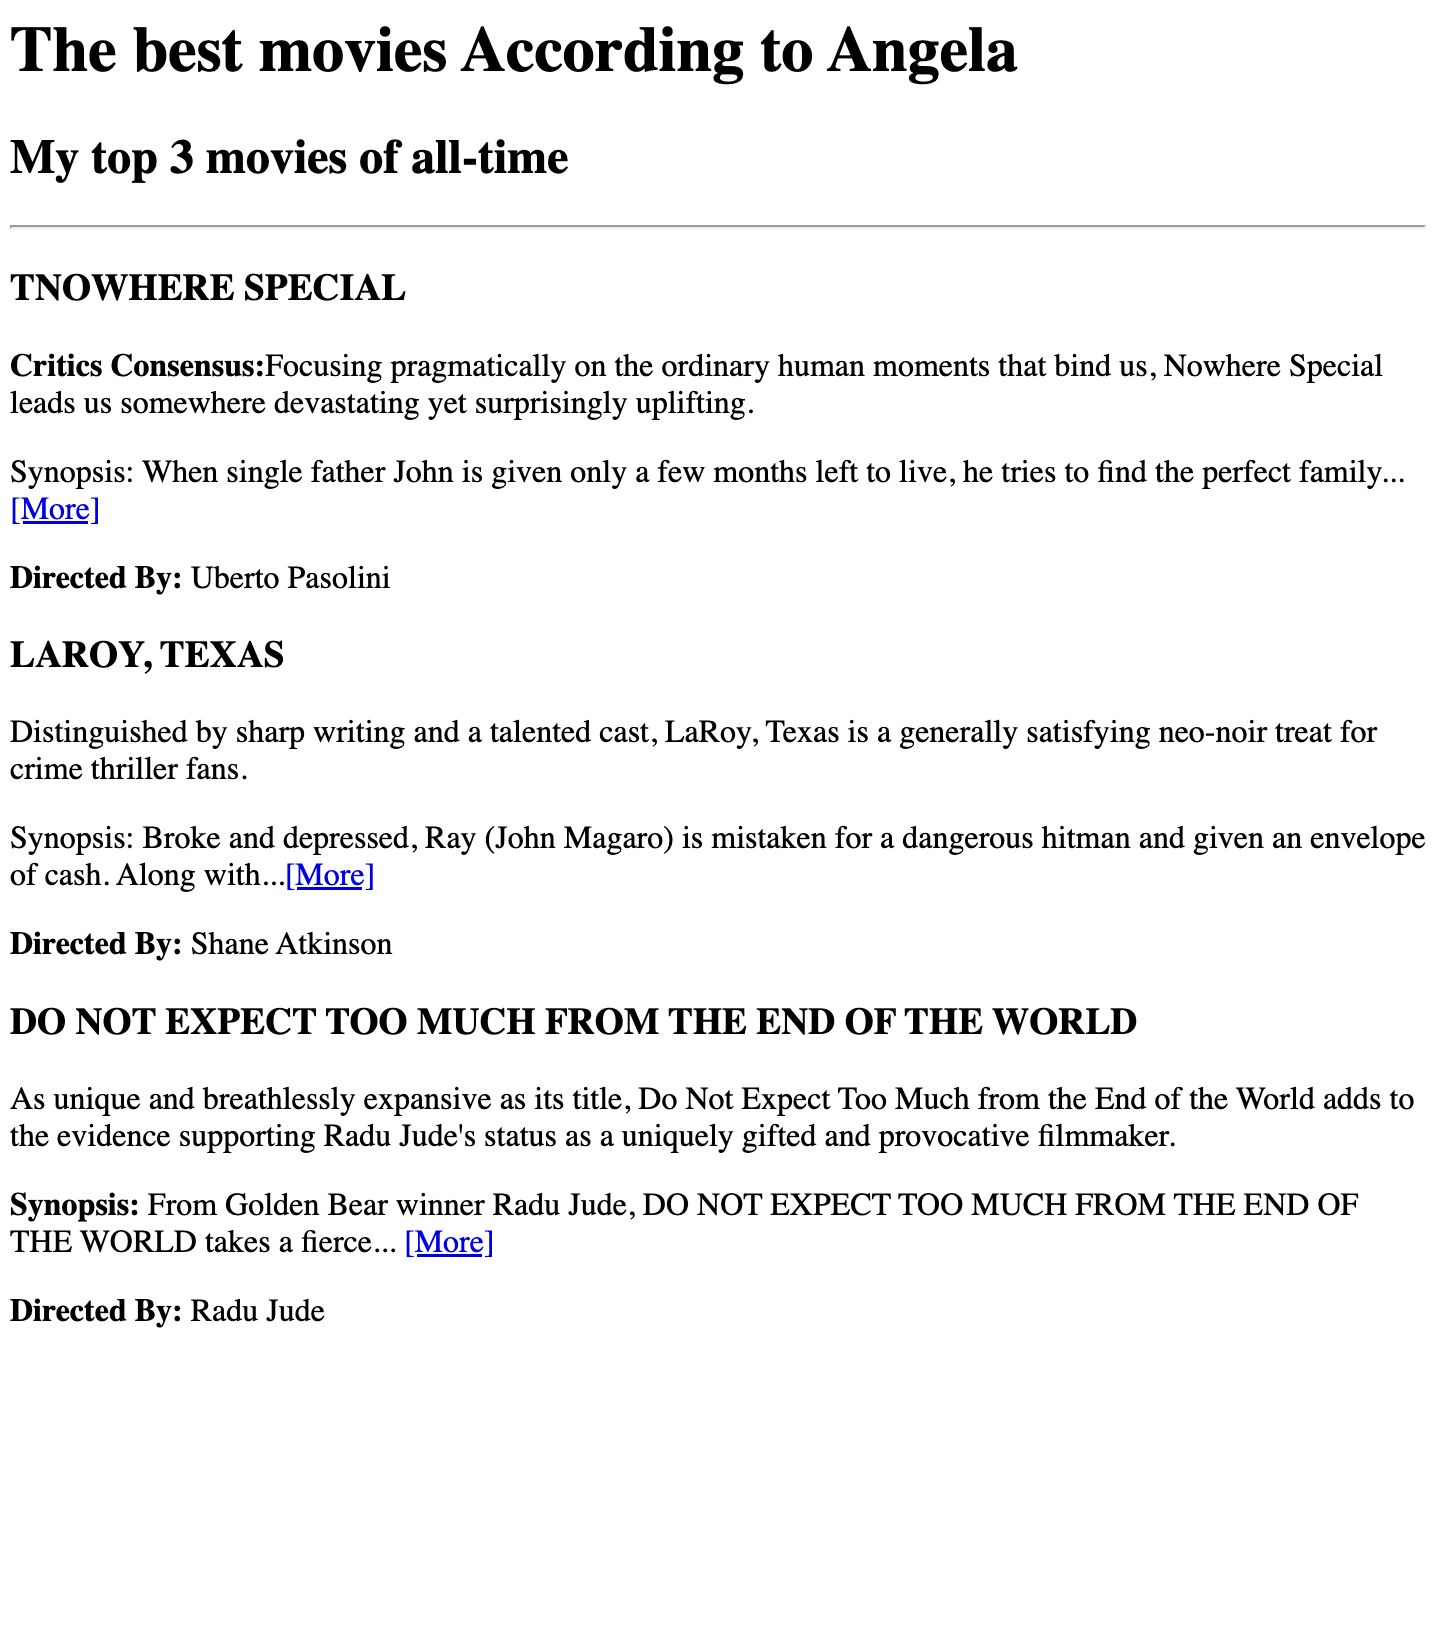 The best movies According to Angela
My top 3 movies of all-time
TNOWHERE SPECIAL
Critics Consensus:Focusing pragmatically on the ordinary human moments that bind us, Nowhere Special
leads us somewhere devastating yet surprisingly uplifting.
Synopsis: When single father John is given only a few months left to live, he tries to find the perfect family...
[More]
Directed By: Uberto Pasolini
LAROY, TEXAS
Distinguished by sharp writing and a talented cast, LaRoy, Texas is a generally satisfying neo-noir treat for
crime thriller fans.
Synopsis: Broke and depressed, Ray (John Magaro) is mistaken for a dangerous hitman and given an envelope
of cash. Along with...[More]
Directed By: Shane Atkinson
DO NOT EXPECT TOO MUCH FROM THE END OF THE WORLD
As unique and breathlessly expansive as its title, Do Not Expect Too Much from the End of the World adds to
the evidence supporting Radu Jude's status as a uniquely gifted and provocative filmmaker.
Synopsis: From Golden Bear winner Radu Jude, DO NOT EXPECT TOO MUCH FROM THE END OF
THE WORLD takes a fierce... [More]
Directed By: Radu Jude